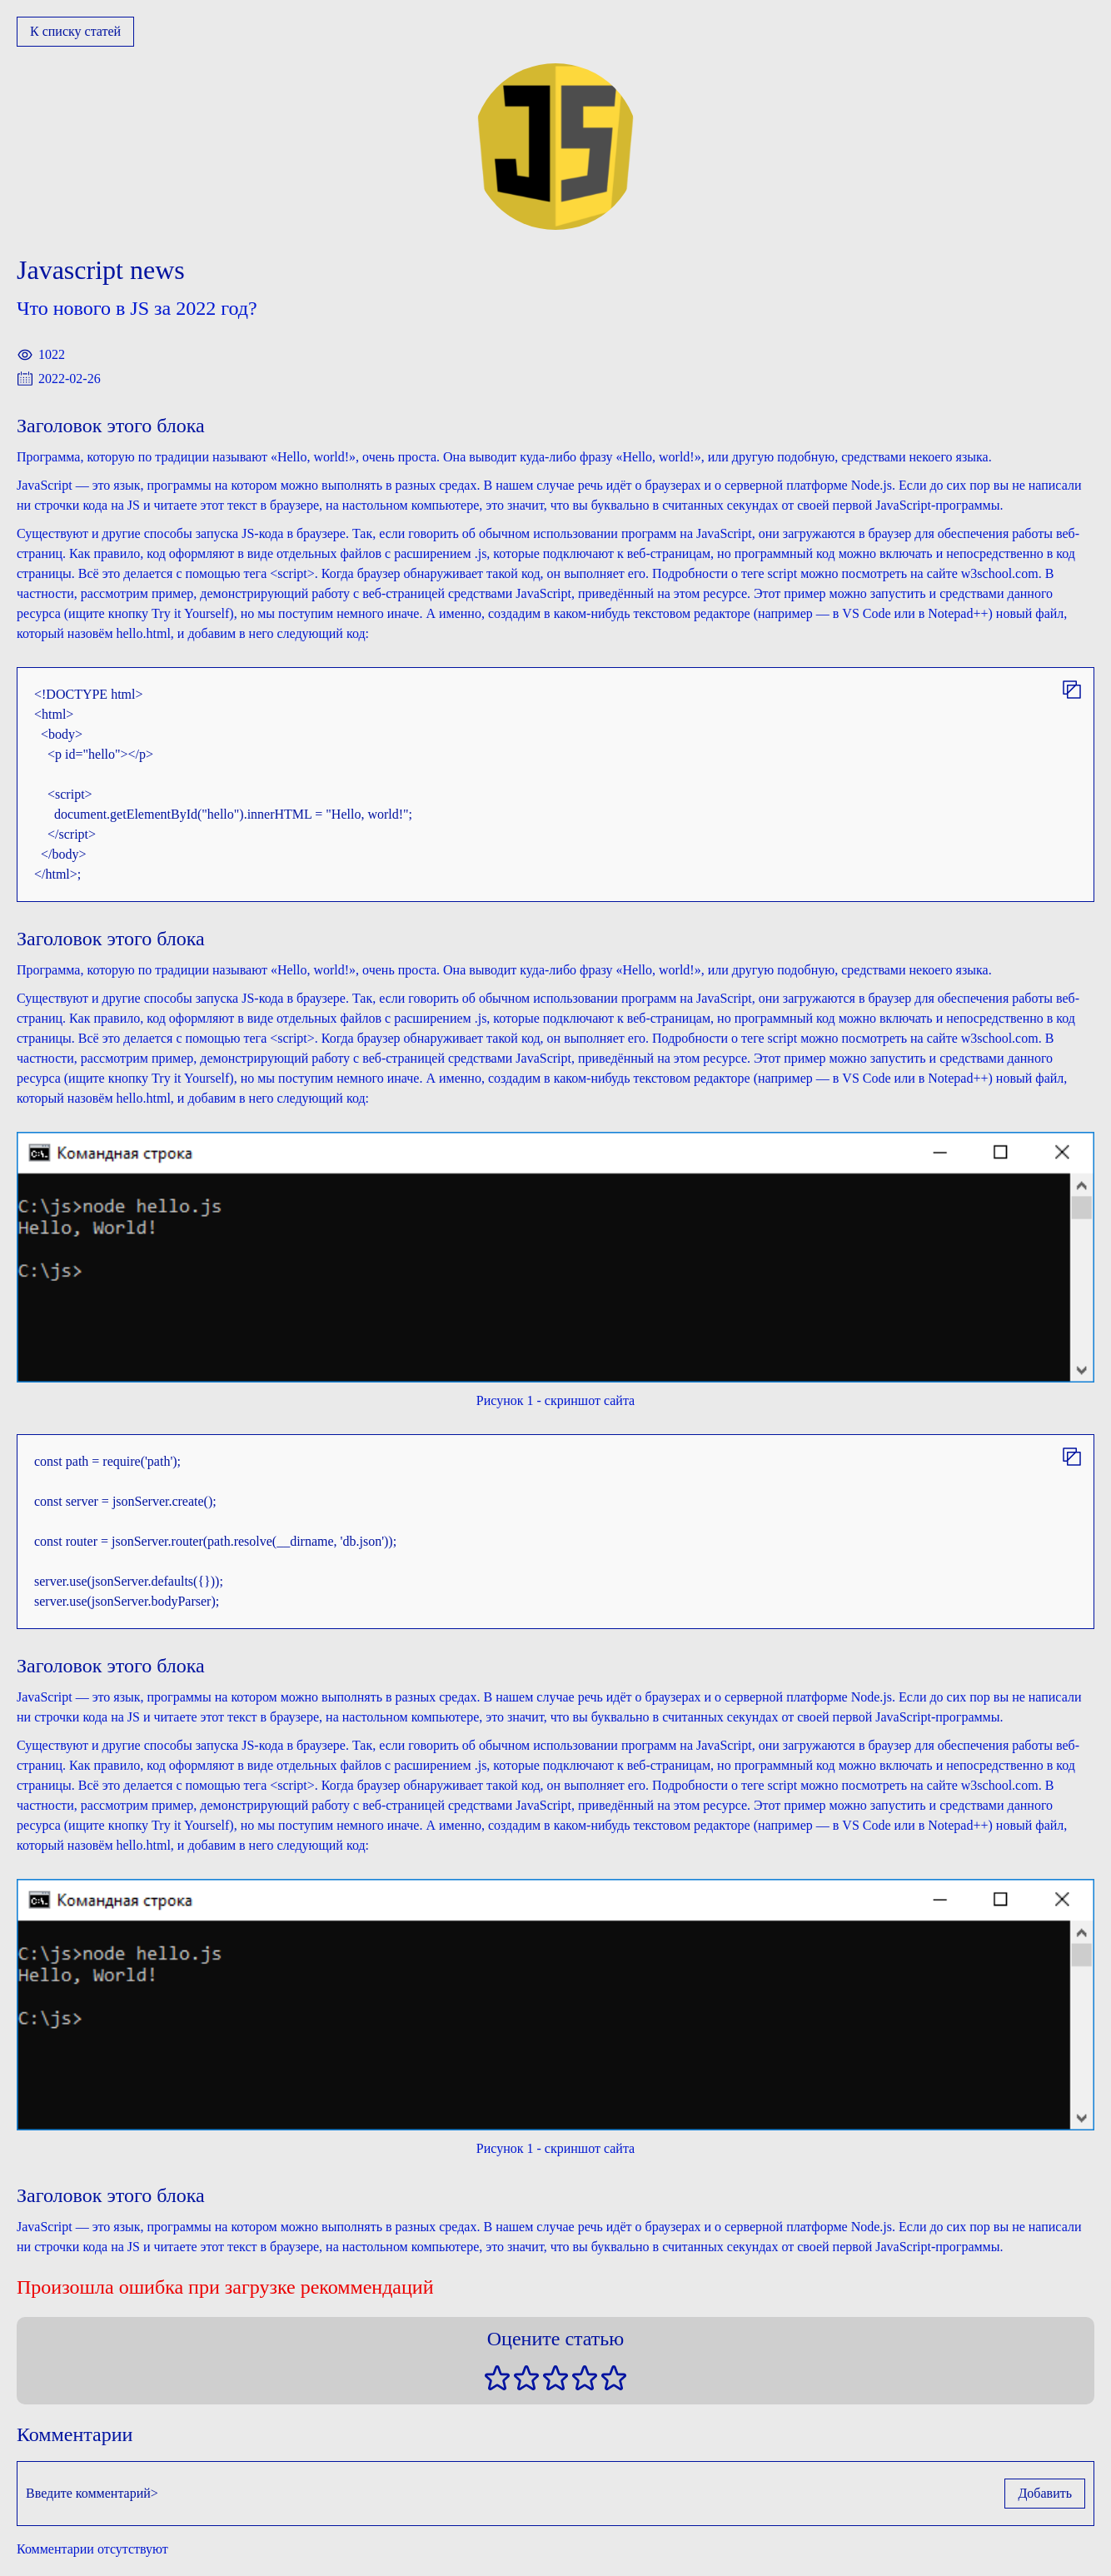 К списку статей
JS
Javascript news
Что нового в JS за 2022 год?
1022
2022-02-26
Заголовок этого блока
Программа, которую по традиции называют «Hello, world!», очень проста. Она выводит куда-либо фразу «Hello, world!», или другую подобную, средствами некоего языка.
JavaScript — это язык, программы на котором можно выполнять в разных средах. В нашем случае речь идёт о браузерах и о серверной платформе Node.js. Если до сих пор вы не написали
ни строчки кода на JS и читаете этот текст в браузере, на настольном компьютере, это значит, что вы буквально в считанных секундах от своей первой JavaScript-программы.
Существуют и другие способы запуска JS-кода в браузере. Так, если говорить об обычном использовании программ на JavaScript, они загружаются в браузер для обеспечения работы веб-
страниц. Как правило, код оформляют в виде отдельных файлов с расширением .js, которые подключают к веб-страницам, но программный код можно включать и непосредственно в код
страницы. Всё это делается с помощью тега <script>. Когда браузер обнаруживает такой код, он выполняет его. Подробности о теге script можно посмотреть на сайте w3school.com. В
частности, рассмотрим пример, демонстрирующий работу с веб-страницей средствами JavaScript, приведённый на этом ресурсе. Этот пример можно запустить и средствами данного
ресурса (ищите кнопку Try it Yourself), но мы поступим немного иначе. А именно, создадим в каком-нибудь текстовом редакторе (например — в VS Code или в Notepad++) новый файл,
который назовём hello.html, и добавим в него следующий код:
<!DOCTYPE html>
<html>
<body>
<p id="hello"></p>
<script>
document.getElementById("hello").innerHTML = "Hello, world!";
</script>
</body>
</html>;
Заголовок этого блока
Программа, которую по традиции называют «Hello, world!», очень проста. Она выводит куда-либо фразу «Hello, world!», или другую подобную, средствами некоего языка.
Существуют и другие способы запуска JS-кода в браузере. Так, если говорить об обычном использовании программ на JavaScript, они загружаются в браузер для обеспечения работы веб-
страниц. Как правило, код оформляют в виде отдельных файлов с расширением .js, которые подключают к веб-страницам, но программный код можно включать и непосредственно в код
страницы. Всё это делается с помощью тега <script>. Когда браузер обнаруживает такой код, он выполняет его. Подробности о теге script можно посмотреть на сайте w3school.com. В
частности, рассмотрим пример, демонстрирующий работу с веб-страницей средствами JavaScript, приведённый на этом ресурсе. Этот пример можно запустить и средствами данного
ресурса (ищите кнопку Try it Yourself), но мы поступим немного иначе. А именно, создадим в каком-нибудь текстовом редакторе (например — в VS Code или в Notepad++) новый файл,
который назовём hello.html, и добавим в него следующий код:
Командная строка
C:\js>node hello.js
Hello, World!
C:\js>
Рисунок 1 - скриншот сайта
const path = require('path');
const server = jsonServer.create();
const router = jsonServer.router(path.resolve(__dirname, 'db.json'));
server.use(jsonServer.defaults({}));
server.use(jsonServer.bodyParser);
Заголовок этого блока
JavaScript — это язык, программы на котором можно выполнять в разных средах. В нашем случае речь идёт о браузерах и о серверной платформе Node.js. Если до сих пор вы не написали
ни строчки кода на JS и читаете этот текст в браузере, на настольном компьютере, это значит, что вы буквально в считанных секундах от своей первой JavaScript-программы.
Существуют и другие способы запуска JS-кода в браузере. Так, если говорить об обычном использовании программ на JavaScript, они загружаются в браузер для обеспечения работы веб-
страниц. Как правило, код оформляют в виде отдельных файлов с расширением .js, которые подключают к веб-страницам, но программный код можно включать и непосредственно в код
страницы. Всё это делается с помощью тега <script>. Когда браузер обнаруживает такой код, он выполняет его. Подробности о теге script можно посмотреть на сайте w3school.com. В
частности, рассмотрим пример, демонстрирующий работу с веб-страницей средствами JavaScript, приведённый на этом ресурсе. Этот пример можно запустить и средствами данного
ресурса (ищите кнопку Try it Yourself), но мы поступим немного иначе. А именно, создадим в каком-нибудь текстовом редакторе (например — в VS Code или в Notepad++) новый файл,
который назовём hello.html, и добавим в него следующий код:
Командная строка
C:\js>node hello.js
Hello, World!
C:\js>
Рисунок 1 - скриншот сайта
Заголовок этого блока
JavaScript — это язык, программы на котором можно выполнять в разных средах. В нашем случае речь идёт о браузерах и о серверной платформе Node.js. Если до сих пор вы не написали
ни строчки кода на JS и читаете этот текст в браузере, на настольном компьютере, это значит, что вы буквально в считанных секундах от своей первой JavaScript-программы.
Произошла ошибка при загрузке рекоммендаций
Оцените статью
Комментарии
Введите комментарий>
Добавить
Комментарии отсутствуют